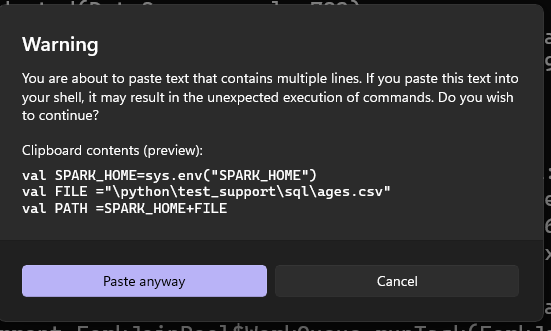 Warning
You are about to paste text that contains multiple lines. If you paste this text into
your shell, it may result in the unexpected execution of commands. Do you wish
to continue?
Clipboard contents (preview):
val SPARK_HOME=sys.env("SPARK_HOME")
val FILE ="\python\test_support\sql\ages.csv"
val PATH =SPARK_HOME+FILE
Paste anyway
Cancel